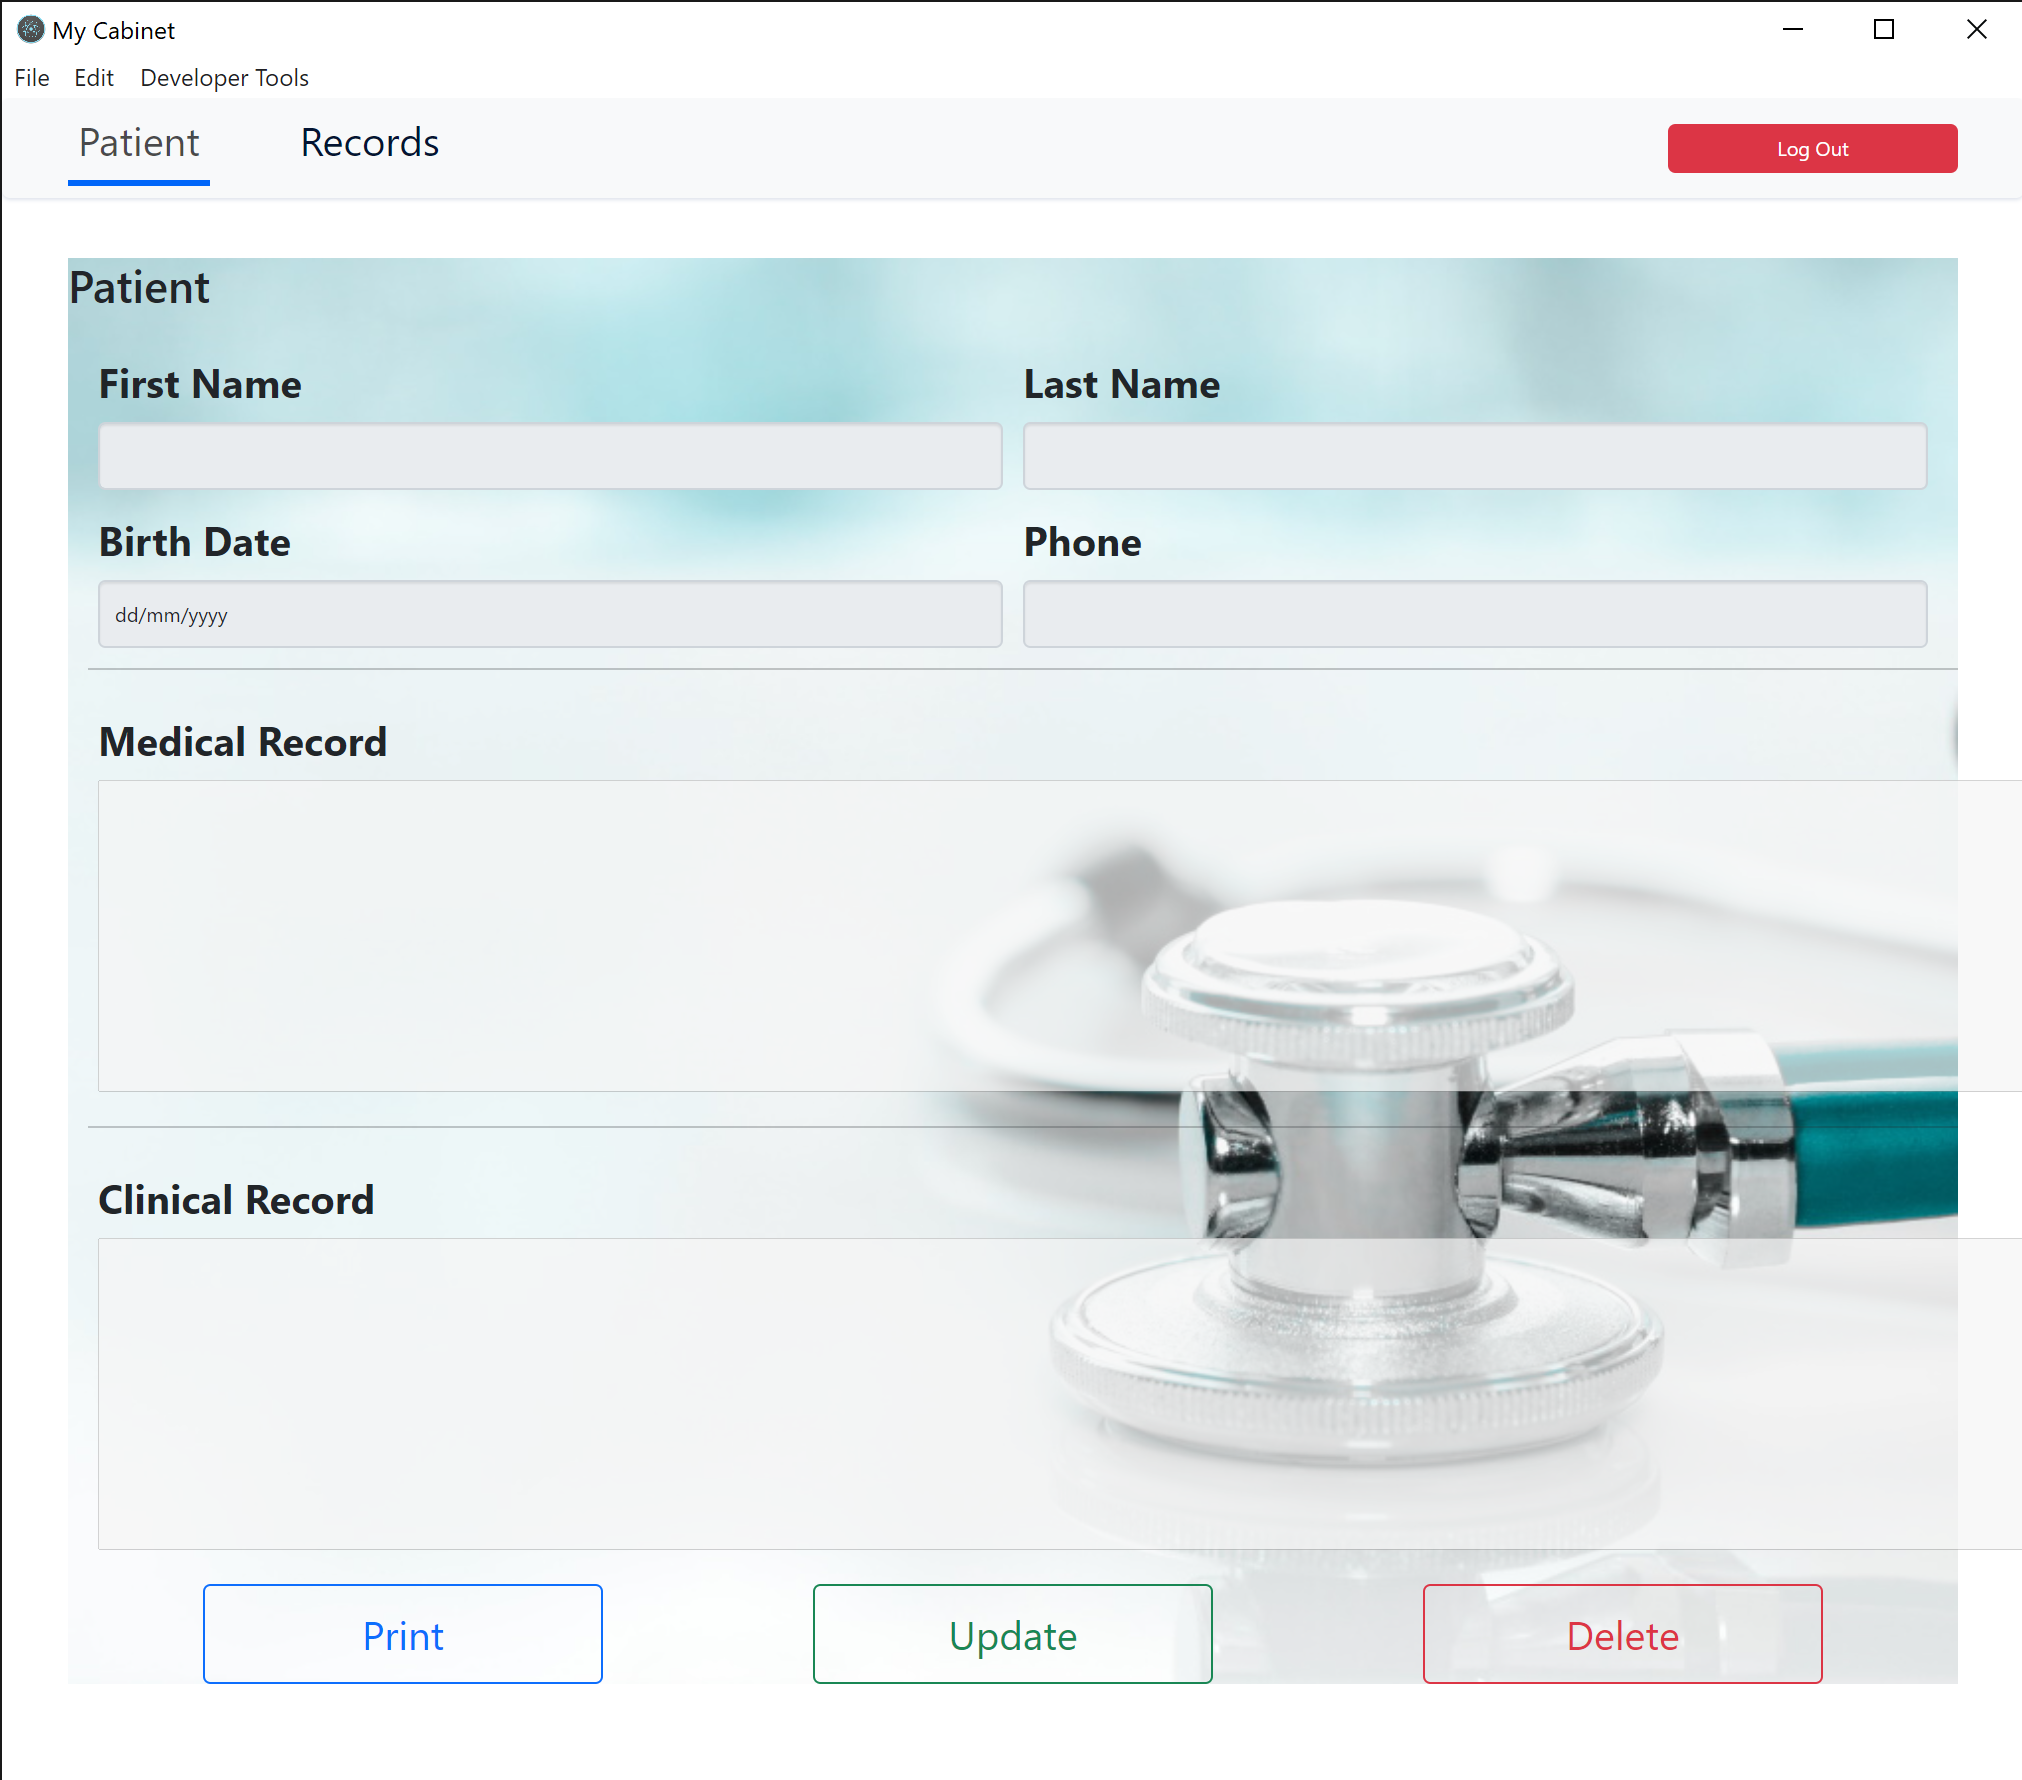 My Cabinet
File Edit Developer Tools
Patient Records Log Out
Patient
First Name Last Name
Birth Date Phone
dd/mm/yyyy
Medical Record
Clinical Record
Print Update Delete